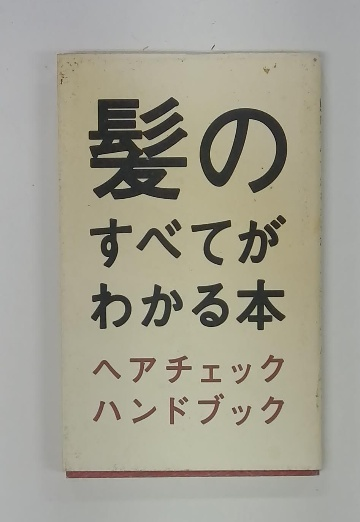 髪の
すべてが
わかる本
ヘアチェック
ハンドブック